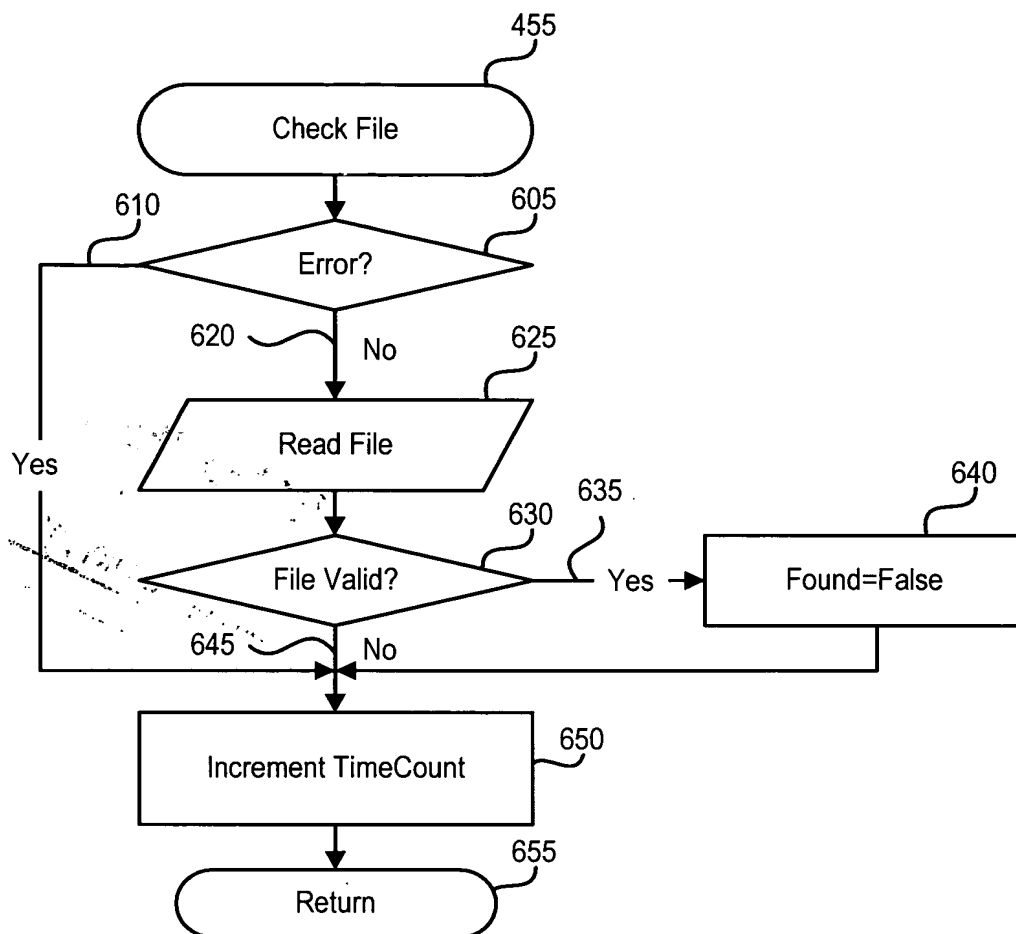 455
Check File
610
605
Error?
620
No
625
Read File
Yes
630
635
640
File Valid?
Yes
Found=False
645
No
Increment TimeCount
650
655
Return